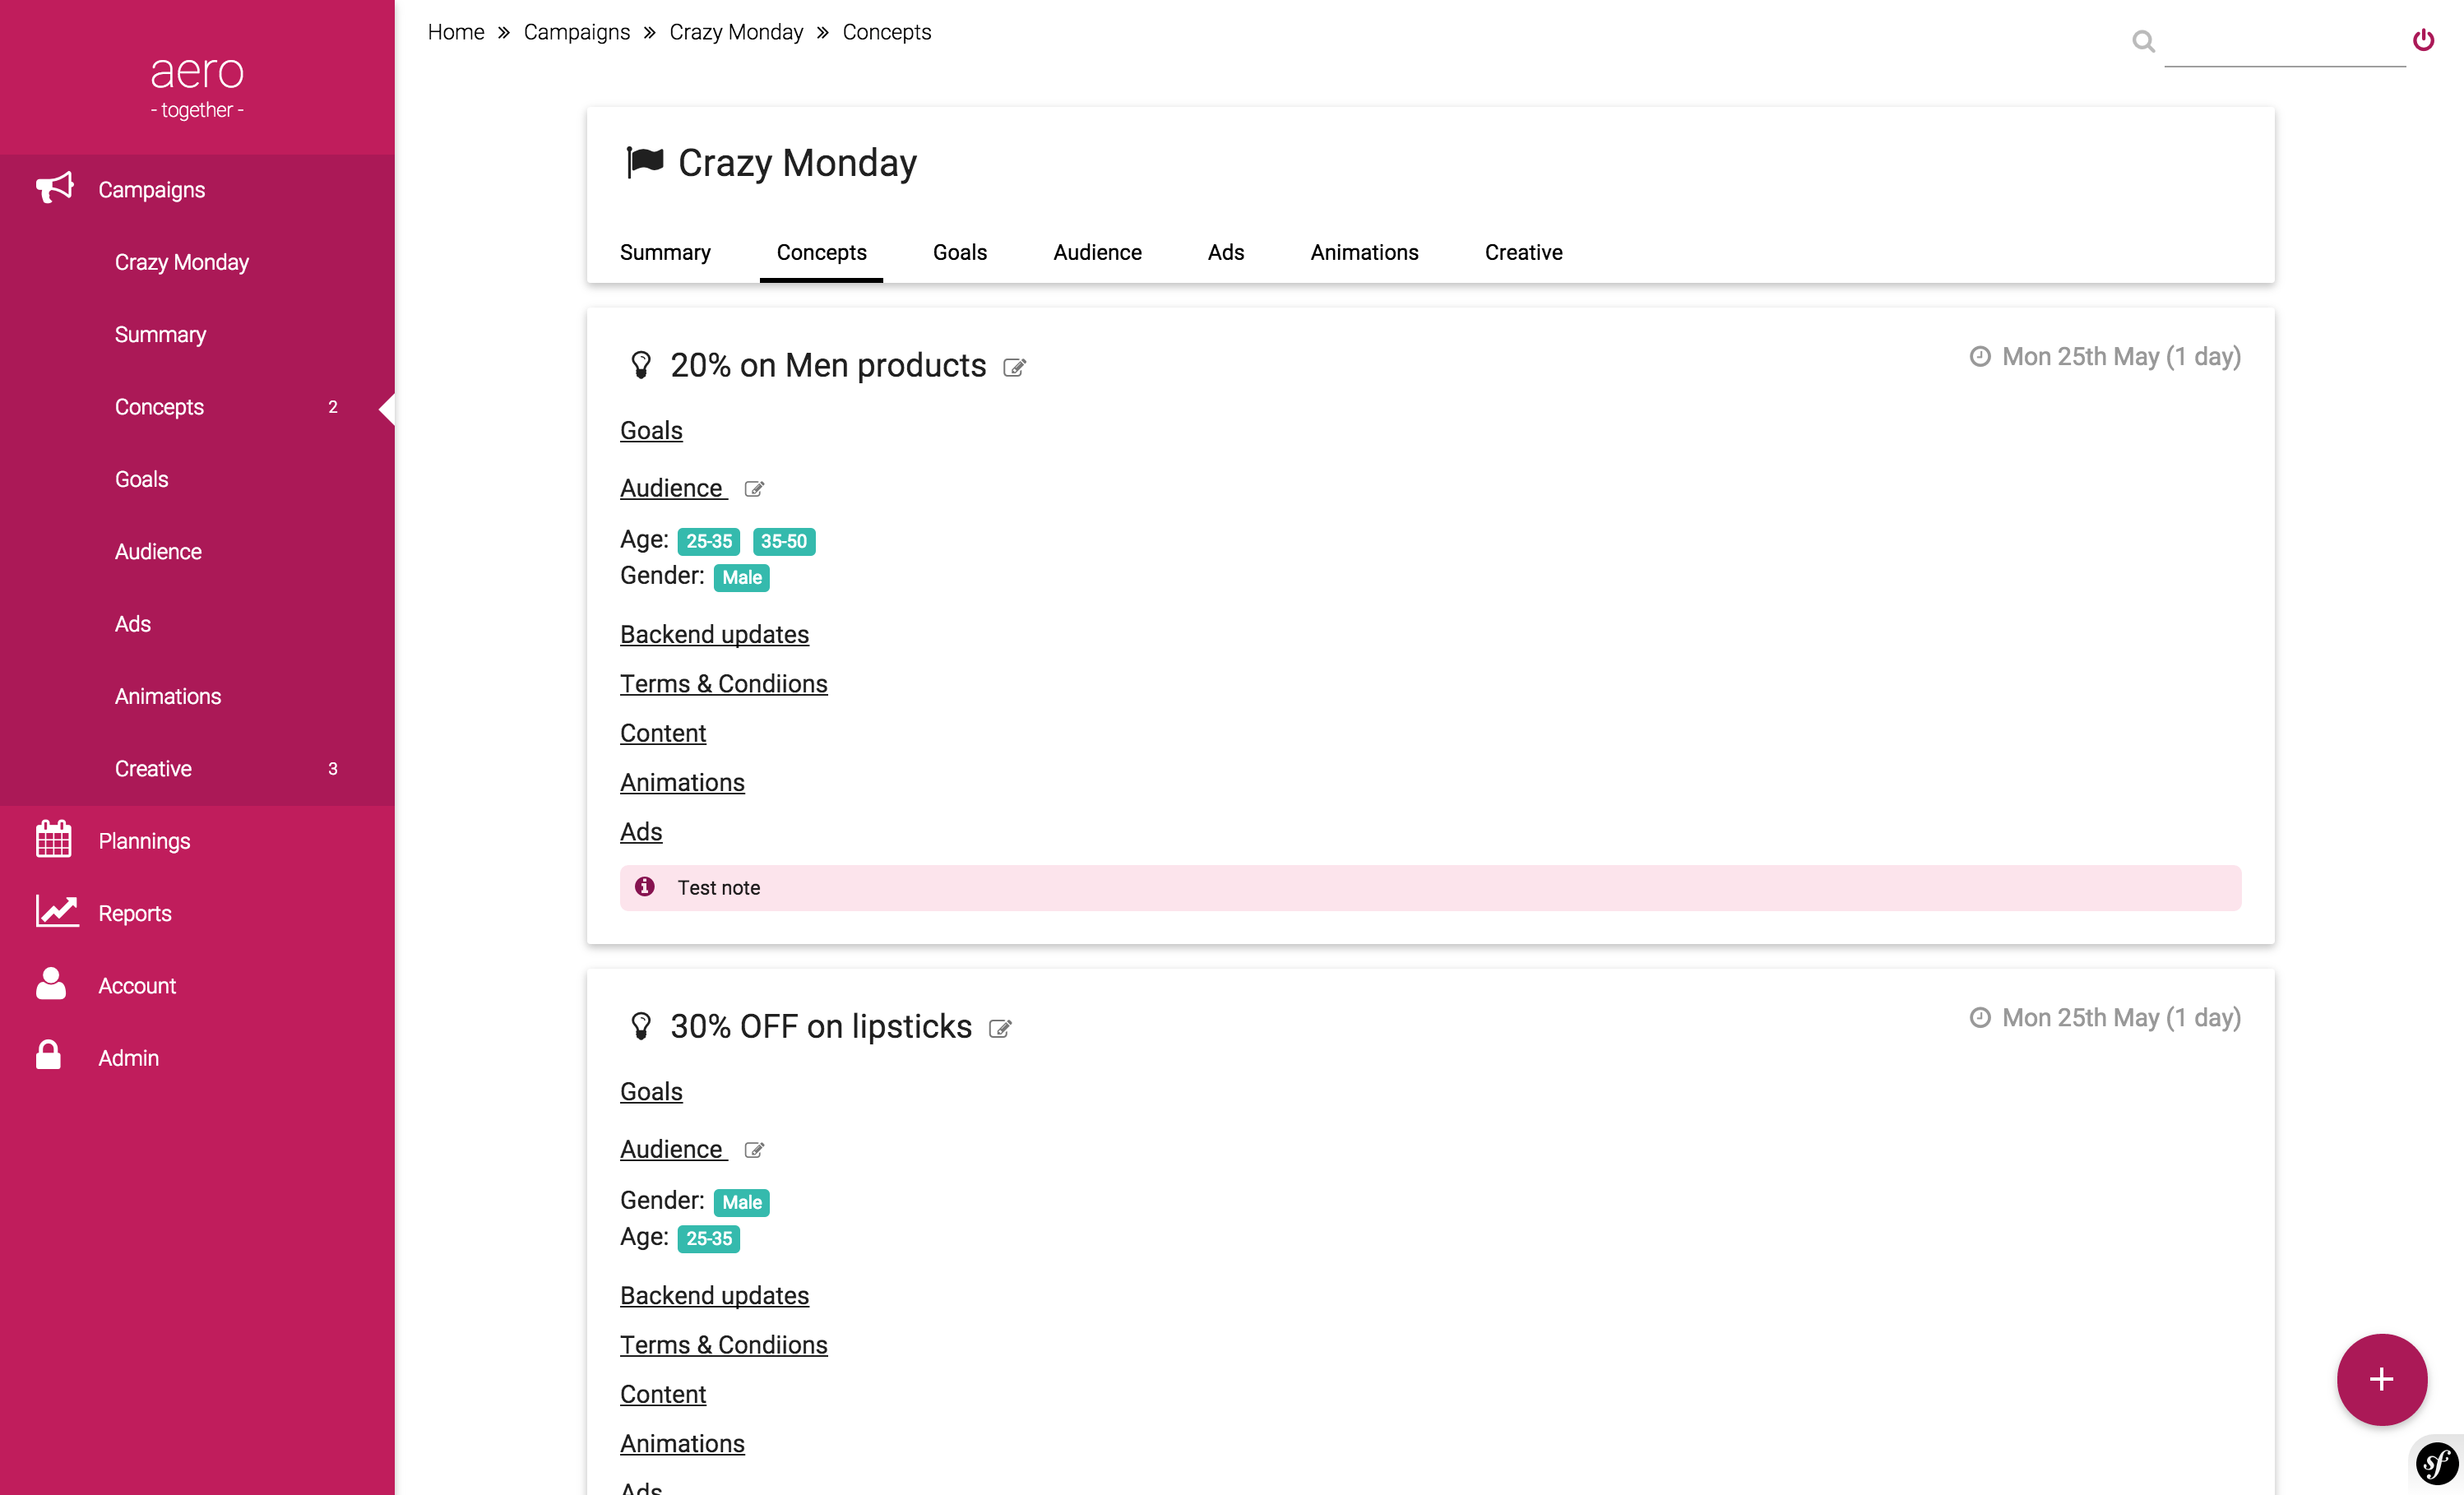 aero
- together -
Campaigns
Crazy Monday
Summary
Concepts 2
Goals
Audience
Ads
Animations
Creative 3
Plannings
Reports
Account
Admin
Home » Campaigns » Crazy Monday » Concepts
Crazy Monday
Summary Concepts Goals Audience Ads Animations Creative
20% on Men products Mon 25th May (1 day)
Goals
Audience
Age: 25-35 35-50
Gender: Male
Backend updates
Terms & Condiions
Content
Animations
Ads
Test note
30% OFF on lipsticks Mon 25th May (1 day)
Goals
Audience
Gender: Male
Age: 25-35
Backend updates
Terms & Condiions
Content
Animations
Ads
+
sf